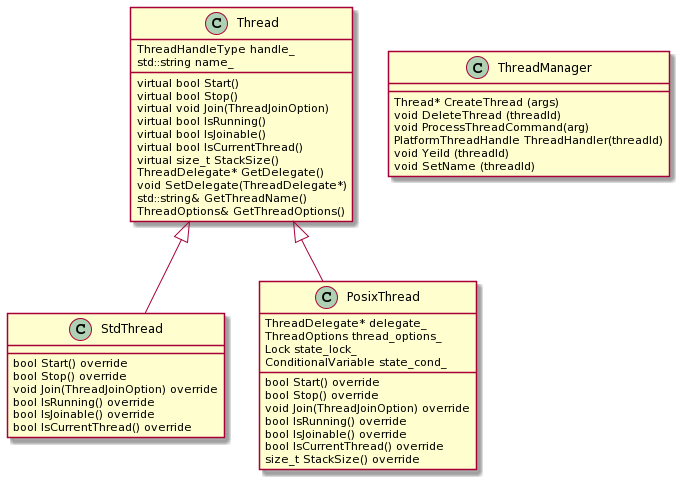 C Thread
ThreadHandleType handle_
std::string name_
virtual bool Start()
virtual bool Stop()
virtual void Join(ThreadJoinOption)
virtual bool IsRunning()
virtual bool IsJoinable()
virtual bool IsCurrentThread()
virtual size_t StackSize()
ThreadDelegate* GetDelegate()
void SetDelegate(ThreadDelegate*)
std::string& GetThreadName()
ThreadOptions& GetThreadOptions()
C ThreadManager
Thread* CreateThread (args)
void DeleteThread (threadId)
void ProcessThreadCommand(arg)
PlatformThreadHandle ThreadHandler(threadId)
void Yeild (threadId)
void SetName (threadId)
C StdThread
bool Start() override
bool Stop() override
void Join(ThreadJoinOption) override
bool IsRunning() override
bool IsJoinable() override
bool IsCurrentThread() override
C PosixThread
ThreadDelegate* delegate_
ThreadOptions thread_options_
Lock state_lock_
ConditionalVariable state_cond_
bool Start() override
bool Stop() override
void Join(ThreadJoinOption) override
bool IsRunning() override
bool IsJoinable() override
bool IsCurrentThread() override
size_t StackSize() override